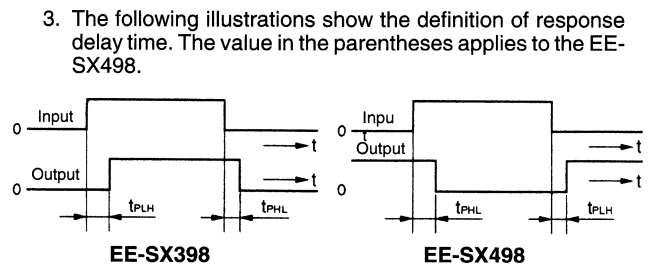 3. The following illustrations show the definition of response
delay time. The value in the parentheses applies to the EE-
SX498.
Input
0
t
Output
0
t
tPLH
tPHL
EE-SX398
Inpu
t
0
t
Output
0
t
tPHL
tPLH
EE-SX498